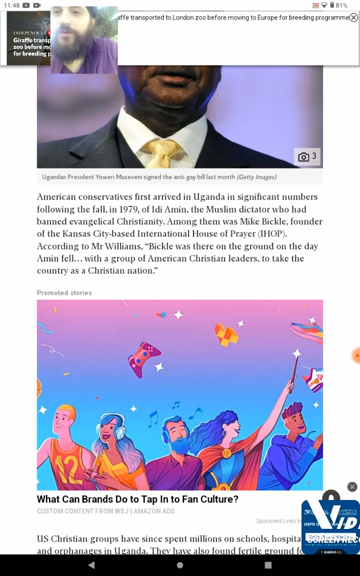 11:48
81%
INDEPENDENT
Giraffe transp
zoo before mo
for breeding p
affe transported to London zoo before moving to Europe for breeding programme
3
Ugandan President Yoweri Museveni signed the anti-gay bill last month (Getty Images)
American conservatives first arrived in Uganda in significant numbers
following the fall, in 1979, of Idi Amin, the Muslim dictator who had
banned evangelical Christianity. Among them was Mike Bickle, founder
of the Kansas City-based International House of Prayer (IHOP).
According to Mr Williams, “Bickle was there on the ground on the day
Amin fell… with a group of American Christian leaders, to take the
country as a Christian nation.”
Promoted stories
12
What Can Brands Do to Tap In to Fan Culture?
CUSTOM CONTENT FROM WSJ | AMAZON ADS
Sponsored Links
US Christian groups have since spent millions on schools, hospita
and orphanages in Uganda. They have also found fertile ground fo